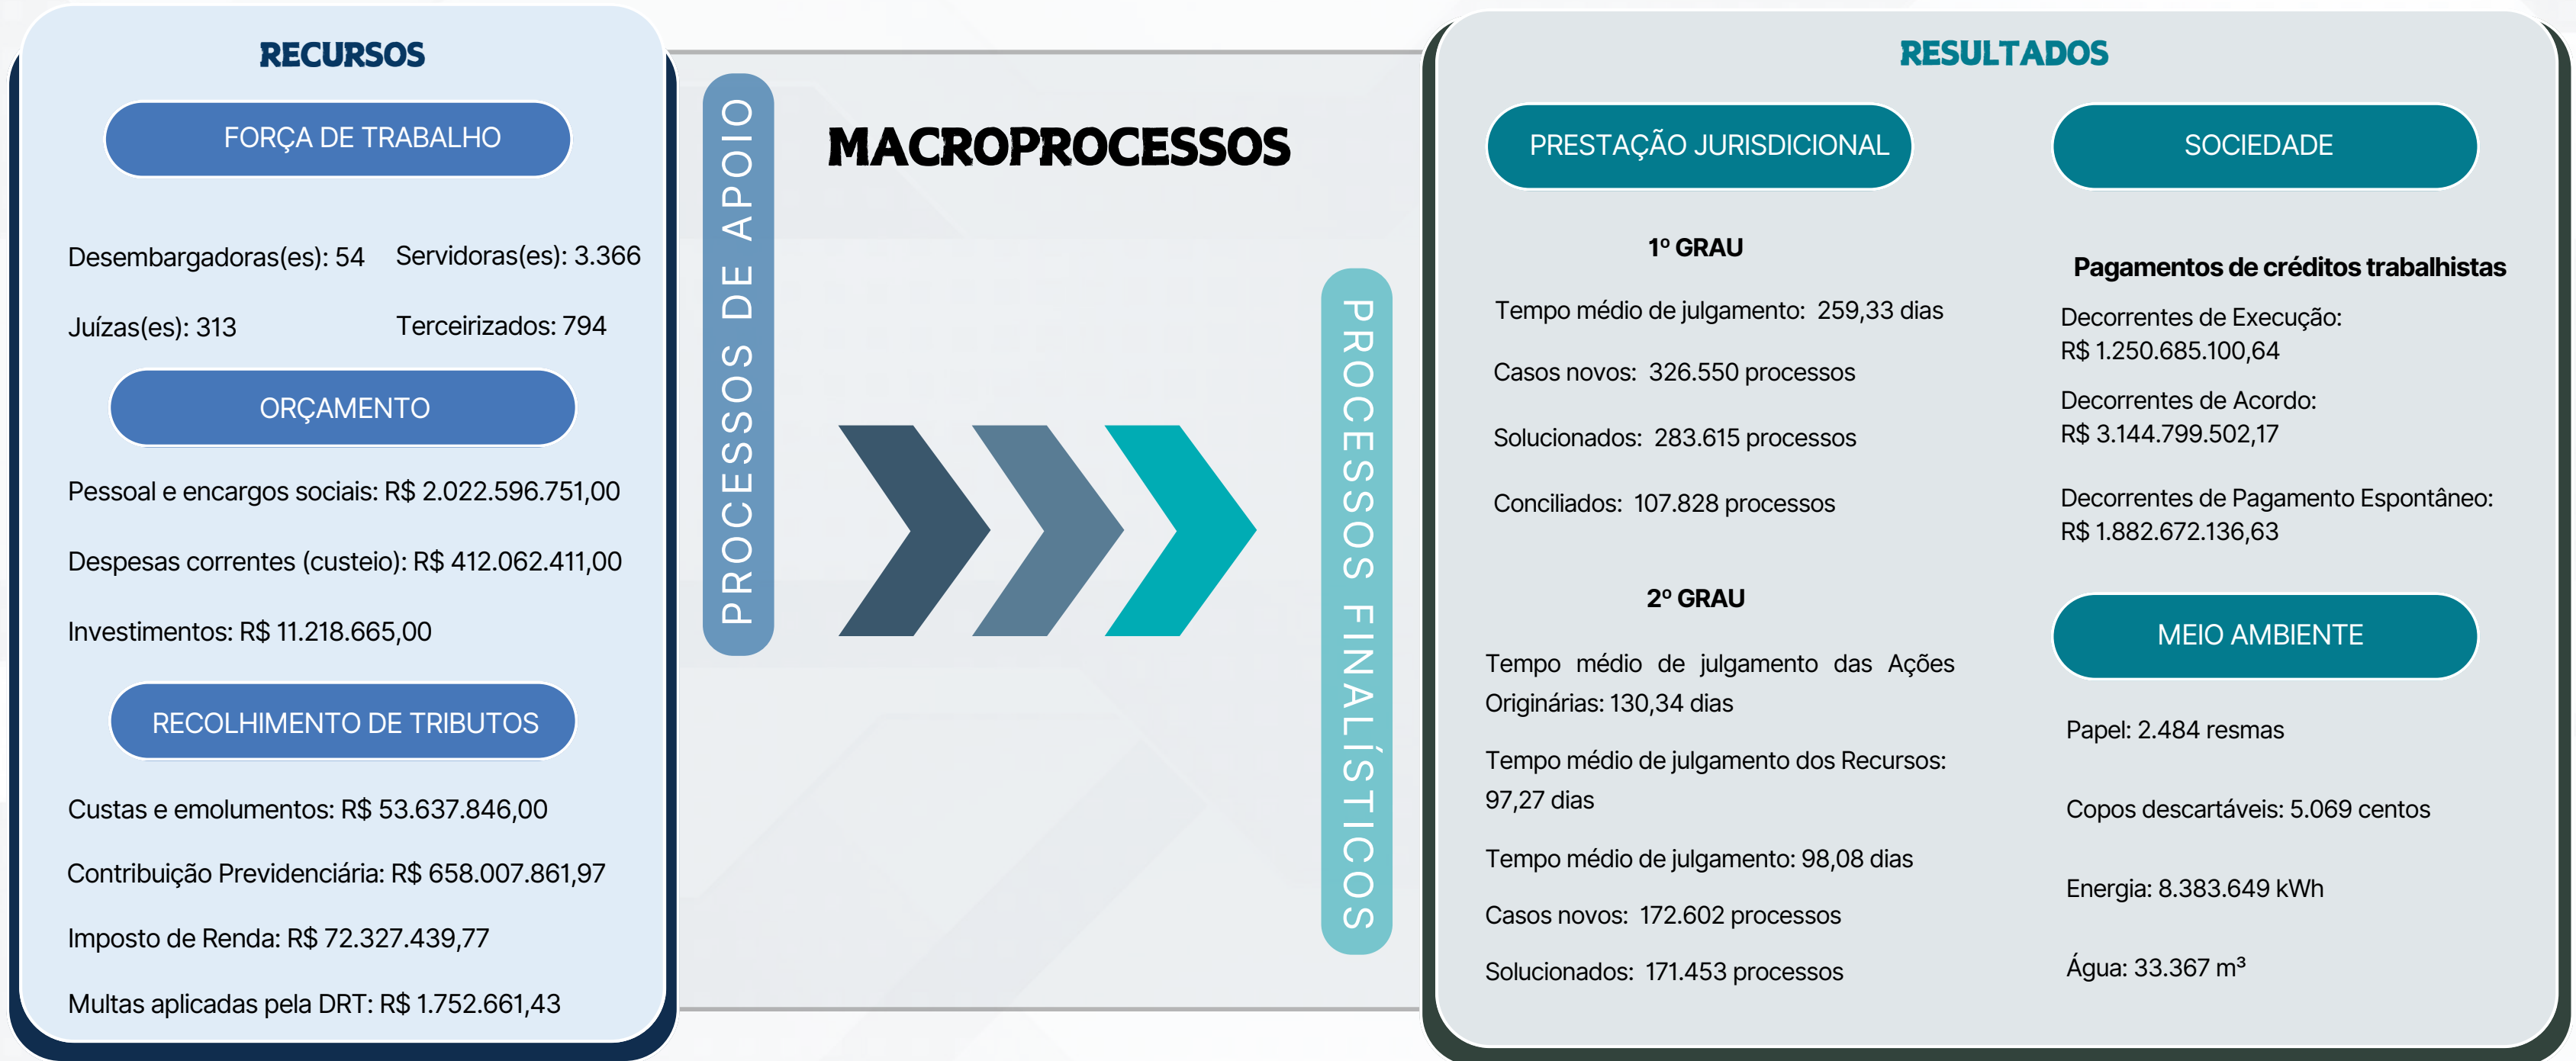 RECURSOS
FORÇA DE TRABALHO
Desembargadoras(es): 54
Servidoras(es): 3.366
Juízas(es): 313
Terceirizados: 794
ORÇAMENTO
Pessoal e encargos sociais: R$ 2.022.596.751,00
Despesas correntes (custeio): R$ 412.062.411,00
Investimentos: R$ 11.218.665,00
RECOLHIMENTO DE TRIBUTOS
Custas e emolumentos: R$ 53.637.846,00
Contribuição Previdenciária: R$ 658.007.861,97
Imposto de Renda: R$ 72.327.439,77
Multas aplicadas pela DRT: R$ 1.752.661,43
PROCESSOS DE APOIO
MACROPROCESSOS
PROCESSOS FINALÍSTICOS
RESULTADOS
PRESTAÇÃO JURISDICIONAL
1º GRAU
Tempo médio de julgamento: 259,33 dias
Casos novos: 326.550 processos
Solucionados: 283.615 processos
Conciliados: 107.828 processos
2º GRAU
Tempo médio de julgamento das Ações
Originárias: 130,34 dias
Tempo médio de julgamento dos Recursos:
97,27 dias
Tempo médio de julgamento: 98,08 dias
Casos novos: 172.602 processos
Solucionados: 171.453 processos
SOCIEDADE
Pagamentos de créditos trabalhistas
Decorrentes de Execução:
R$ 1.250.685.100,64
Decorrentes de Acordo:
R$ 3.144.799.502,17
Decorrentes de Pagamento Espontâneo:
R$ 1.882.672.136,63
MEIO AMBIENTE
Papel: 2.484 resmas
Copos descartáveis: 5.069 centos
Energia: 8.383.649 kWh
Água: 33.367 m³